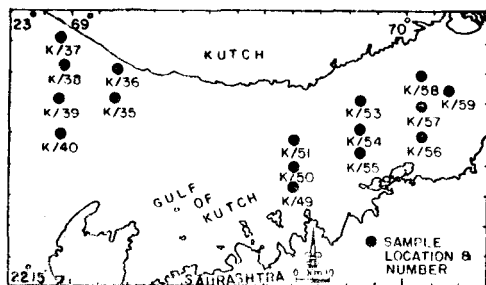 23
69
70
KUTCH
K/37
K/38
K/36
K/39
K/35
K/40
K/58
K/59
K/53
K/57
K/54
K/56
K/51
K/55
K/50
K/49
GULF
OF
KUTCH
SAMPLE
LOCATION &
NUMBER
22 15
SAURASHTRA